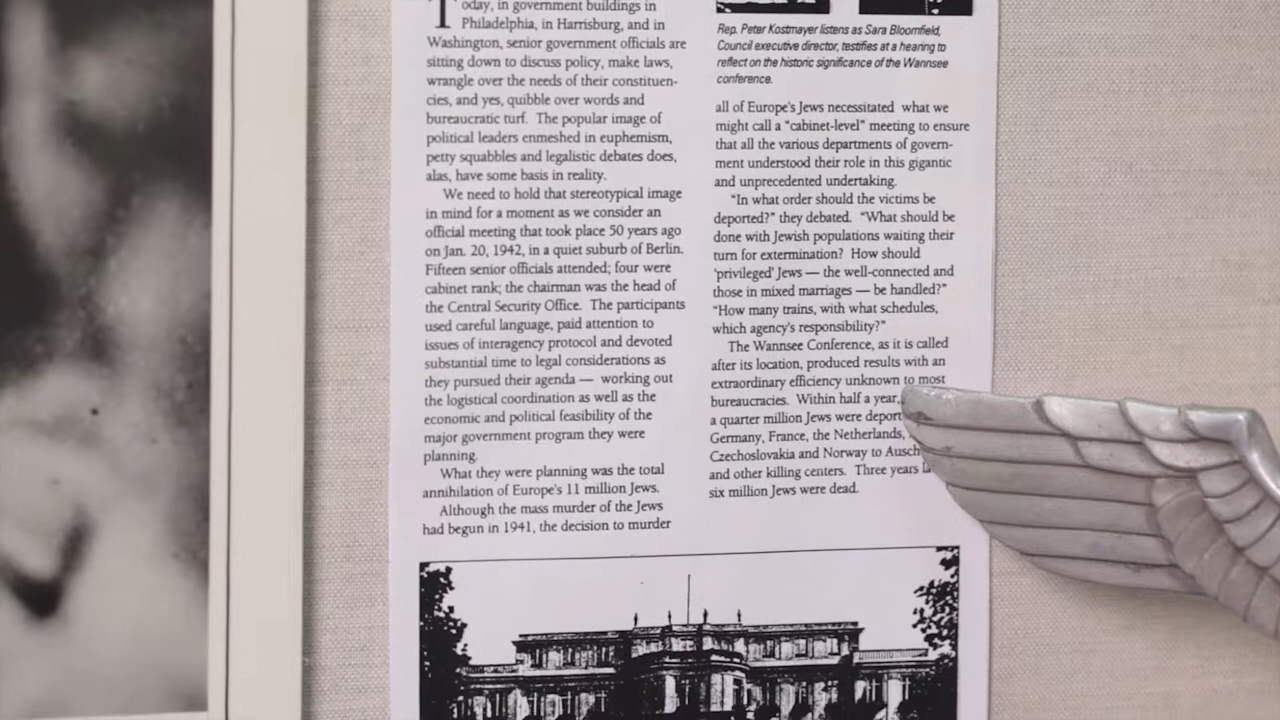 Today, in government buildings in
Philadelphia, in Harrisburg, and in
Washington, senior government officials are
sitting down to discuss policy, make laws,
wrangle over the needs of their constituen-
cies, and yes, quibble over words and
bureaucratic turf. The popular image of
political leaders enmeshed in euphemism,
petty squabbles and legalistic debates does,
alas, have some basis in reality.
We need to hold that stereotypical image
in mind for a moment as we consider an
official meeting that took place 50 years ago
on Jan. 20, 1942, in a quiet suburb of Berlin.
Fifteen senior officials attended; four were
cabinet rank; the chairman was the head of
the Central Security Office. The participants
used careful language, paid attention to
issues of interagency protocol and devoted
substantial time to legal considerations as
they pursued their agenda — working out
the logistical coordination as well as the
economic and political feasibility of the
major government program they were
planning.
What they were planning was the total
annihilation of Europe's 11 million Jews.
Although the mass murder of the Jews
had begun in 1941, the decision to murder
Rep. Peter Kostmayer listens as Sara Bloomfield,
Council executive director, testifies at a hearing to
reflect on the historic significance of the Wannsee
conference.
all of Europe's Jews necessitated what we
might call a "cabinet-level" meeting to ensure
that all the various departments of govern-
ment understood their role in this gigantic
and unprecedented undertaking.
"In what order should the victims be
deported?" they debated. "What should be
done with Jewish populations waiting their
turn for extermination? How should
'privileged' Jews — the well-connected and
those in mixed marriages — be handled?"
"How many trains, with what schedules,
which agency's responsibility?"
The Wannsee Conference, as it is called
after its location, produced results with an
extraordinary efficiency unknown to most
bureaucracies. Within half a year,
a quarter million Jews were deport
Germany, France, the Netherlands,
Czechoslovakia and Norway to Ausch
and other killing centers. Three years
six million Jews were dead.